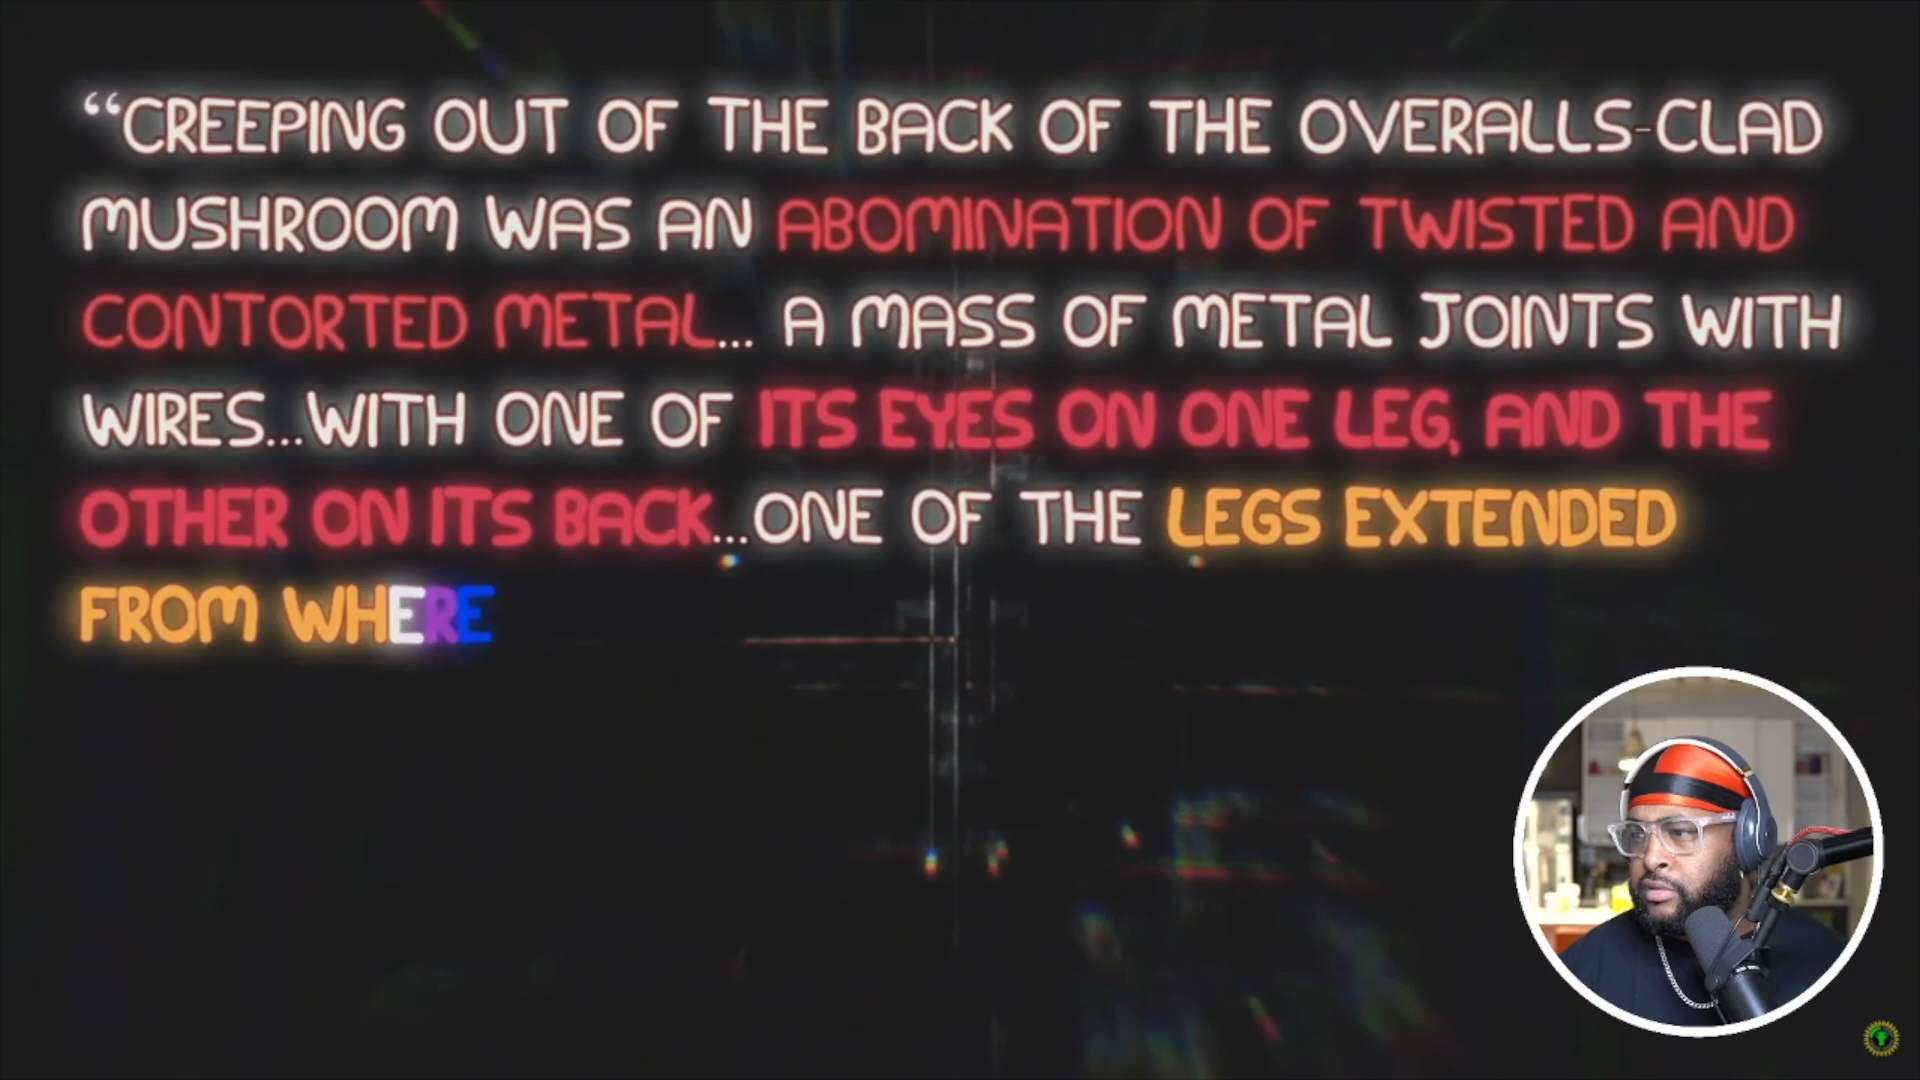 “CREEPING OUT OF THE BACK OF THE OVERALLS-CLAD
MUSHROOM WAS AN ABOMINATION OF TWISTED AND
CONTORTED METAL... A MASS OF METAL JOINTS WITH
WIRES...WITH ONE OF ITS EYES ON ONE LEG, AND THE
OTHER ON ITS BACK...ONE OF THE LEGS EXTENDED
FROM WHERE